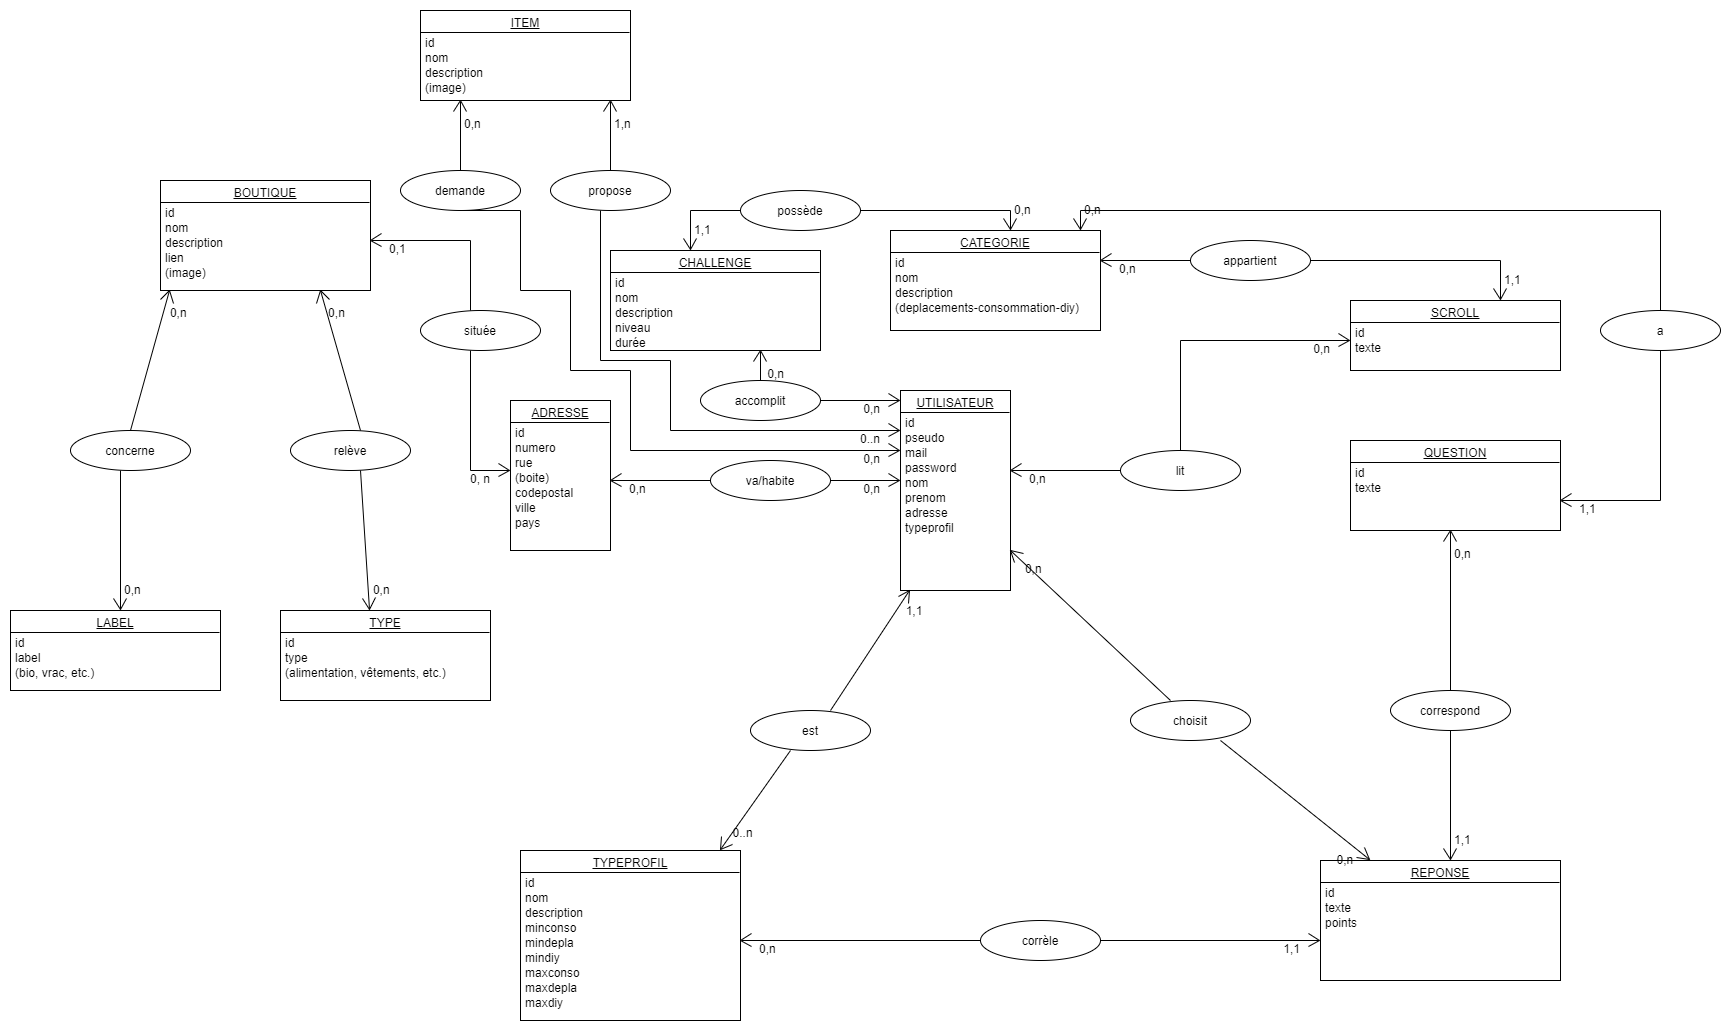 ITEM
id
nom
description
(image)
0,n
1,n
demande
propose
BOUTIQUE
id
nom
description
lien
(image)
0,1
0,n
0,n
située
possède
1,1
0,n
0,n
CHALLENGE
id
nom
description
niveau
durée
0,n
CATEGORIE
id
nom
description
(deplacements-consommation-diy)
0,n
appartient
1,1
SCROLL
id
texte
0,n
a
accomplit
0,n
0..n
0,n
ADRESSE
id
numero
rue
(boite)
codepostal
ville
pays
0, n
0,n
va/habite
0,n
UTILISATEUR
id
pseudo
mail
password
nom
prenom
adresse
typeprofil
0,n
lit
QUESTION
id
texte
1,1
0,n
concerne
relève
0,n
0,n
LABEL
id
label
(bio, vrac, etc.)
TYPE
id
type
(alimentation, vêtements, etc.)
0,n
1,1
est
choisit
correspond
0..n
0,n
1,1
TYPEPROFIL
id
nom
description
minconso
mindepla
mindiy
maxconso
maxdepla
maxdiy
0,n
corrèle
1,1
REPONSE
id
texte
points